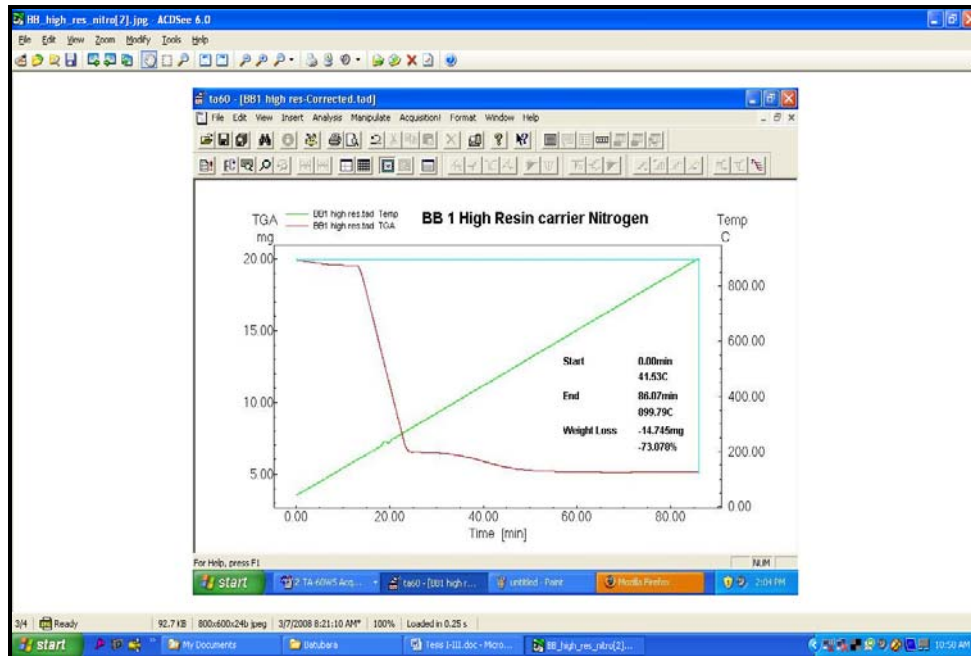 BB_high_res_nitro[2].jpg - ACDSee 6.0
File Edit View Zoom Modify Tools Help
ta60 - [BB1 high res-Corrected.tad]
File Edit View Insert Analysis Manipulate Acquisition! Format Window Help
TGA
mg
BB1 high res.tad Temp
BB1 high res.tad TGA
BB 1 High Resin carrier Nitrogen
Temp
C
20.00
15.00
10.00
5.00
800.00
600.00
400.00
200.00
0.00
Start 0.00min
41.53C
End 86.07min
899.79C
Weight Loss -14.745mg
-73.078%
0.00 20.00 40.00 60.00 80.00
Time [min]
For Help, press F1
NUM
start 2 TA-60WS Acq... ta60 - [BB1 high r... untitled - Paint Mozilla Firefox 2:04 PM
3/4 Ready 92.7 KB 800x600x24b jpeg 3/7/2008 8:21:10 AM* 100% Loaded in 0.25 s
start My Documents Batubara Tesis I-III.doc - Micro... BB_high_res_nitro[2]... 10:50 AM